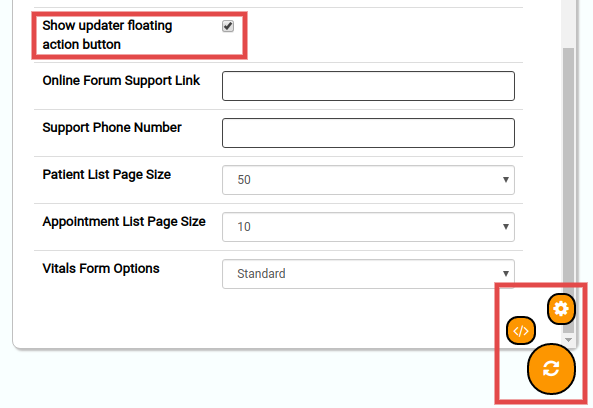 Show updater floating
action button
Online Forum Support Link
Support Phone Number
Patient List Page Size
50
Appointment List Page Size
10
Vitals Form Options
Standard
</>